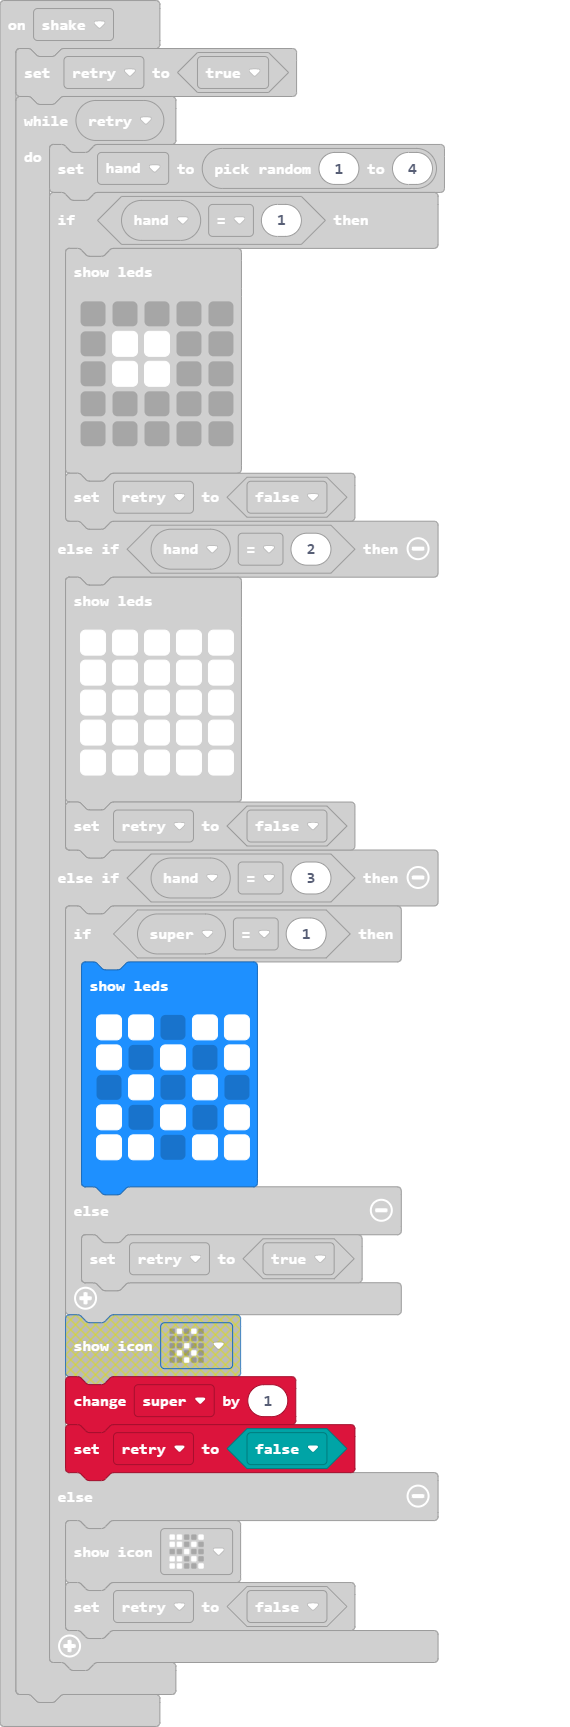 on shake
set retry to true
while retry
do
set hand to pick random 1 to 4
if hand = 1 then
show leds
set retry to false
else if hand = 2 then
show leds
set retry to false
else if hand = 3 then
if super = 1 then
show leds
else
set retry to true
show icon
change super by 1
set retry to false
else
show icon
set retry to false